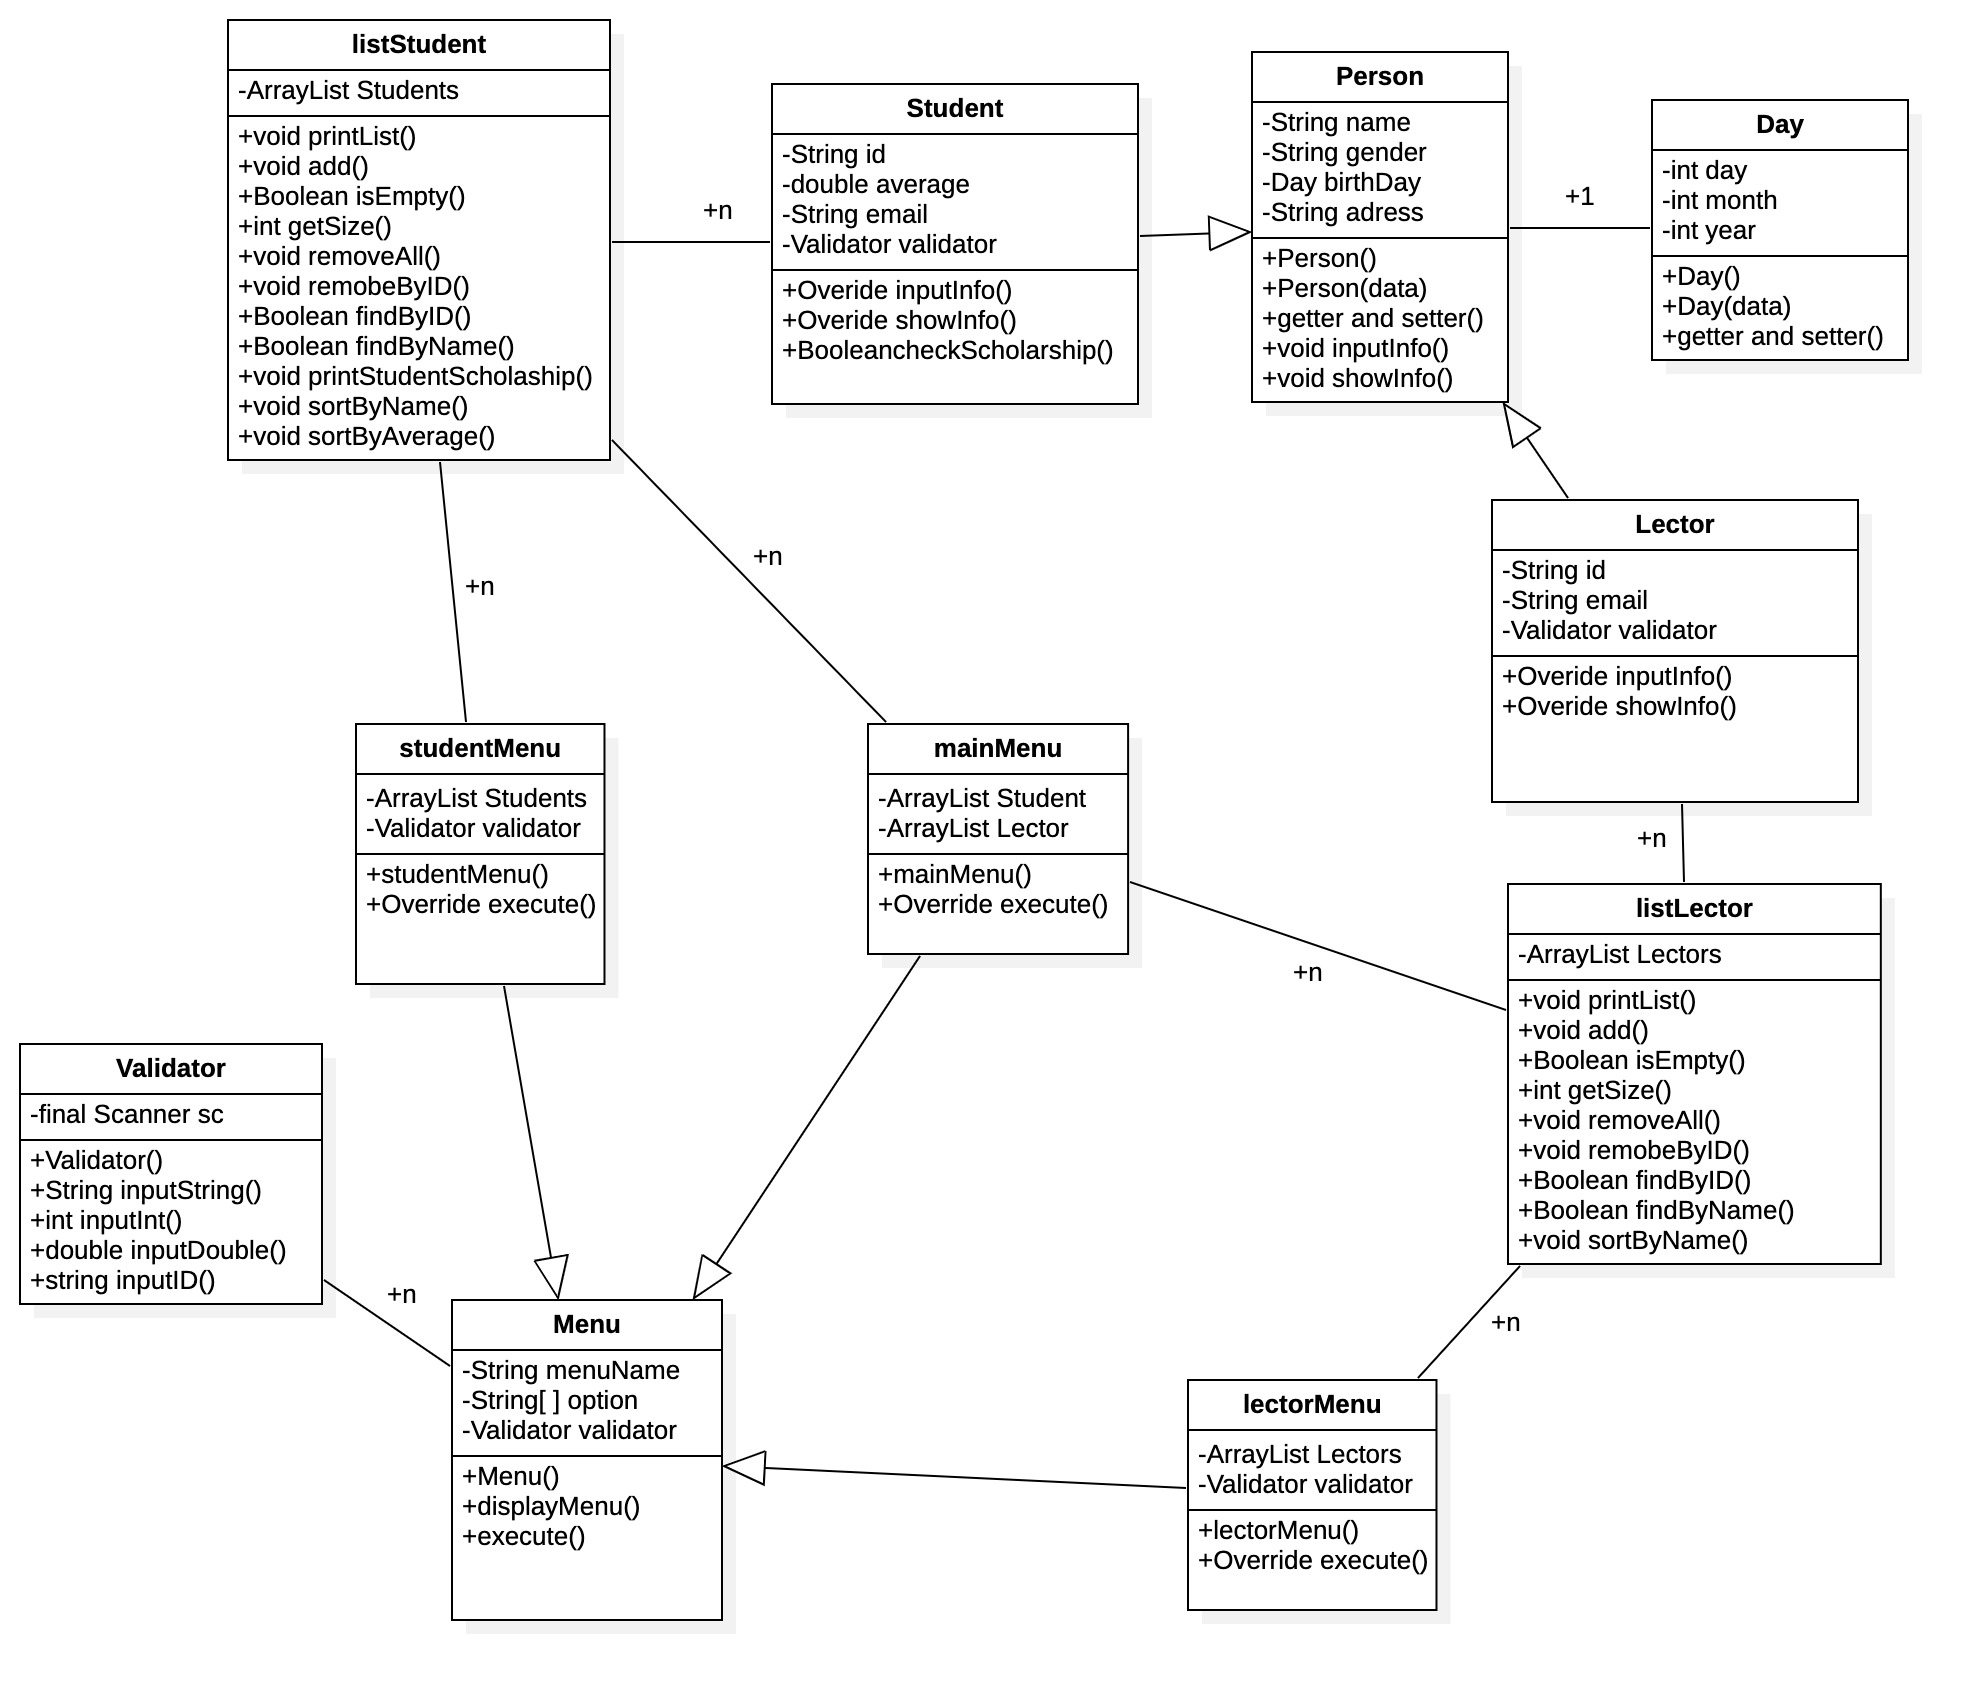 listStudent
-ArrayList Students
+void printList()
+void add()
+Boolean isEmpty()
+int getSize()
+void removeAll()
+void remobeByID()
+Boolean findByID()
+Boolean findByName()
+void printStudentScholaship()
+void sortByName()
+void sortByAverage()
+n
Student
-String id
-double average
-String email
-Validator validator
+Overide inputInfo()
+Overide showInfo()
+BooleancheckScholarship()
Person
-String name
-String gender
-Day birthDay
-String adress
+Person()
+Person(data)
+getter and setter()
+void inputInfo()
+void showInfo()
+1
Day
-int day
-int month
-int year
+Day()
+Day(data)
+getter and setter()
+n
+n
Lector
-String id
-String email
-Validator validator
+Overide inputInfo()
+Overide showInfo()
studentMenu
-ArrayList Students
-Validator validator
+studentMenu()
+Override execute()
mainMenu
-ArrayList Student
-ArrayList Lector
+mainMenu()
+Override execute()
+n
+n
listLector
-ArrayList Lectors
+void printList()
+void add()
+Boolean isEmpty()
+int getSize()
+void removeAll()
+void remobeByID()
+Boolean findByID()
+Boolean findByName()
+void sortByName()
Validator
-final Scanner sc
+Validator()
+String inputString()
+int inputInt()
+double inputDouble()
+string inputID()
+n
Menu
-String menuName
-String[ ] option
-Validator validator
+Menu()
+displayMenu()
+execute()
+n
lectorMenu
-ArrayList Lectors
-Validator validator
+lectorMenu()
+Override execute()